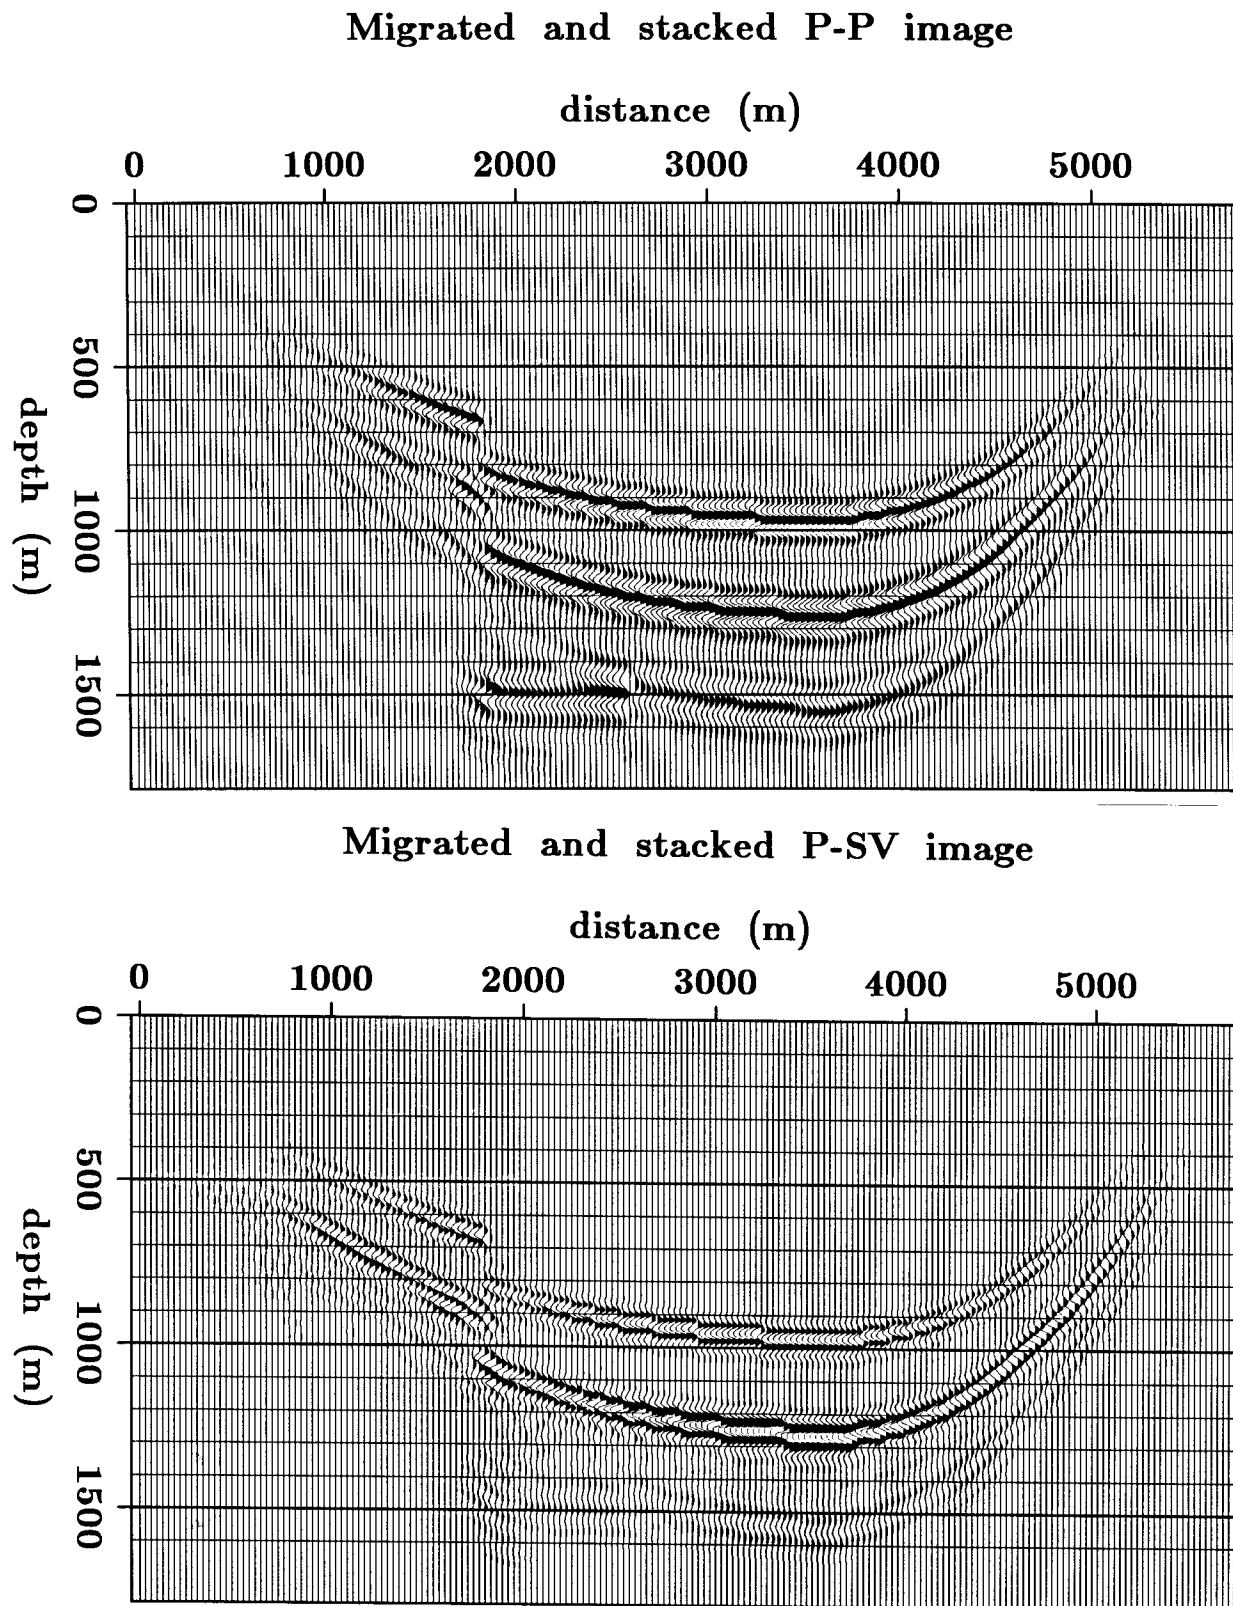 Migrated and stacked P-P image
distance (m)
0 1000 2000 3000 4000 5000
0
500
1000
1500
depth (m)
Migrated and stacked P-SV image
distance (m)
0 1000 2000 3000 4000 5000
0
500
1000
1500
depth (m)